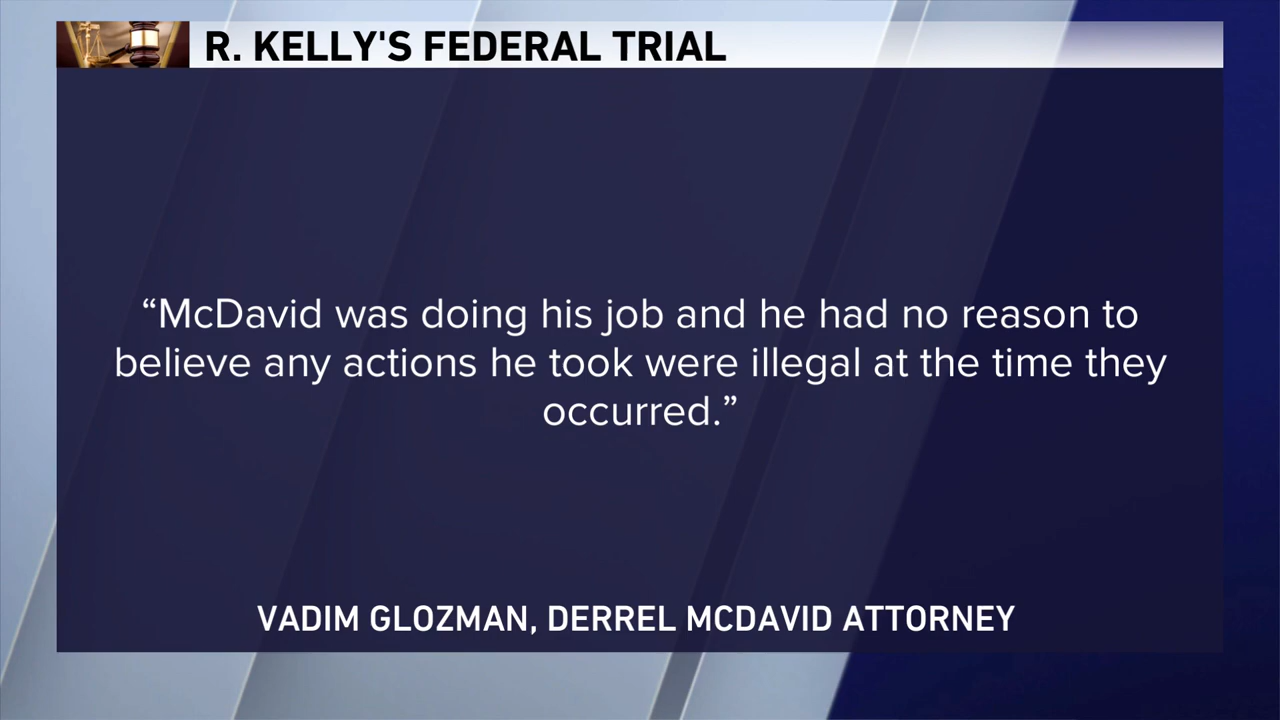 R. KELLY'S FEDERAL TRIAL
“McDavid was doing his job and he had no reason to
believe any actions he took were illegal at the time they
occurred.”
VADIM GLOZMAN, DERREL MCDAVID ATTORNEY